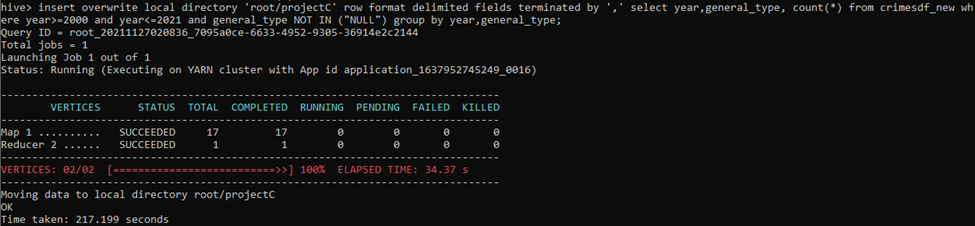 hive> insert overwrite local directory 'root/projectC' row format delimited fields terminated by ',' select year,general_type, count(*) from crimesdf_new wh
ere year>=2000 and year<=2021 and general_type NOT IN ("NULL") group by year,general_type;
Query ID = root_20211127020836_7095a0ce-6633-4952-9305-36914e2c2144
Total jobs = 1
Launching Job 1 out of 1
Status: Running (Executing on YARN cluster with App id application_1637952745249_0016)
--------------------------------------------------------------------------------
VERTICES STATUS TOTAL COMPLETED RUNNING PENDING FAILED KILLED
--------------------------------------------------------------------------------
Map 1 .......... SUCCEEDED 17 17 0 0 0 0
Reducer 2 ...... SUCCEEDED 1 1 0 0 0 0
--------------------------------------------------------------------------------
VERTICES: 02/02 [==========================>>] 100% ELAPSED TIME: 34.37 s
--------------------------------------------------------------------------------
Moving data to local directory root/projectC
OK
Time taken: 217.199 seconds